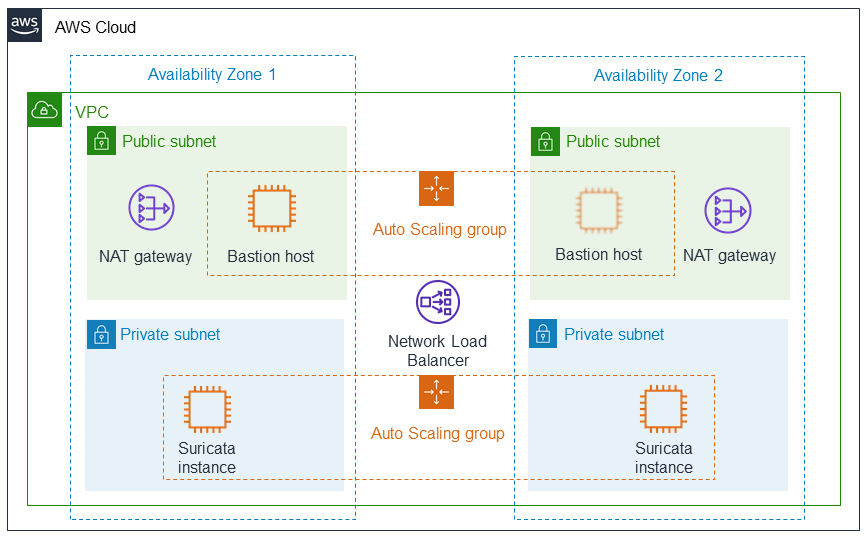 aws
AWS Cloud
Availability Zone 1
Availability Zone 2
VPC
Public subnet
Public subnet
NAT gateway
Bastion host
Auto Scaling group
Bastion host
NAT gateway
Network Load
Balancer
Private subnet
Private subnet
Suricata
instance
Auto Scaling group
Suricata
instance